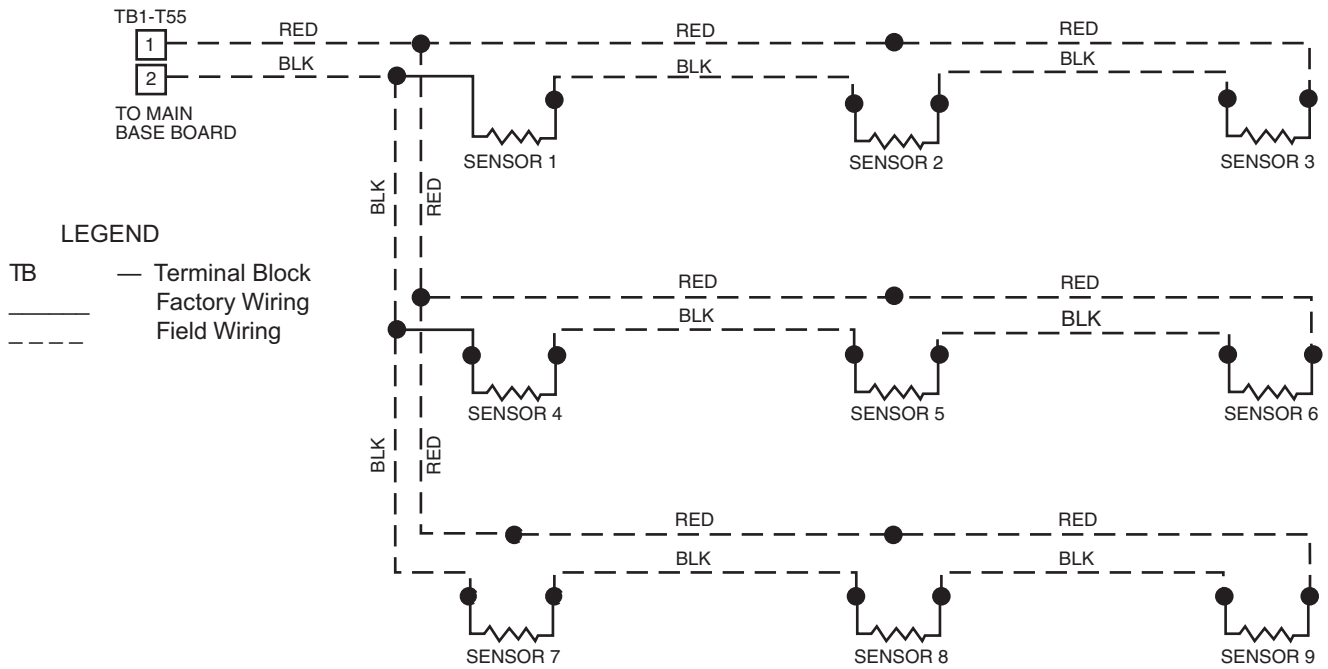 TB1-T55
1
RED
RED
RED
2
BLK
BLK
BLK
TO MAIN
BASE BOARD
SENSOR 1
SENSOR 2
SENSOR 3
BLK
RED
LEGEND
TB — Terminal Block
Factory Wiring
Field Wiring
RED
RED
BLK
BLK
SENSOR 4
SENSOR 5
SENSOR 6
BLK
RED
RED
RED
BLK
BLK
SENSOR 7
SENSOR 8
SENSOR 9